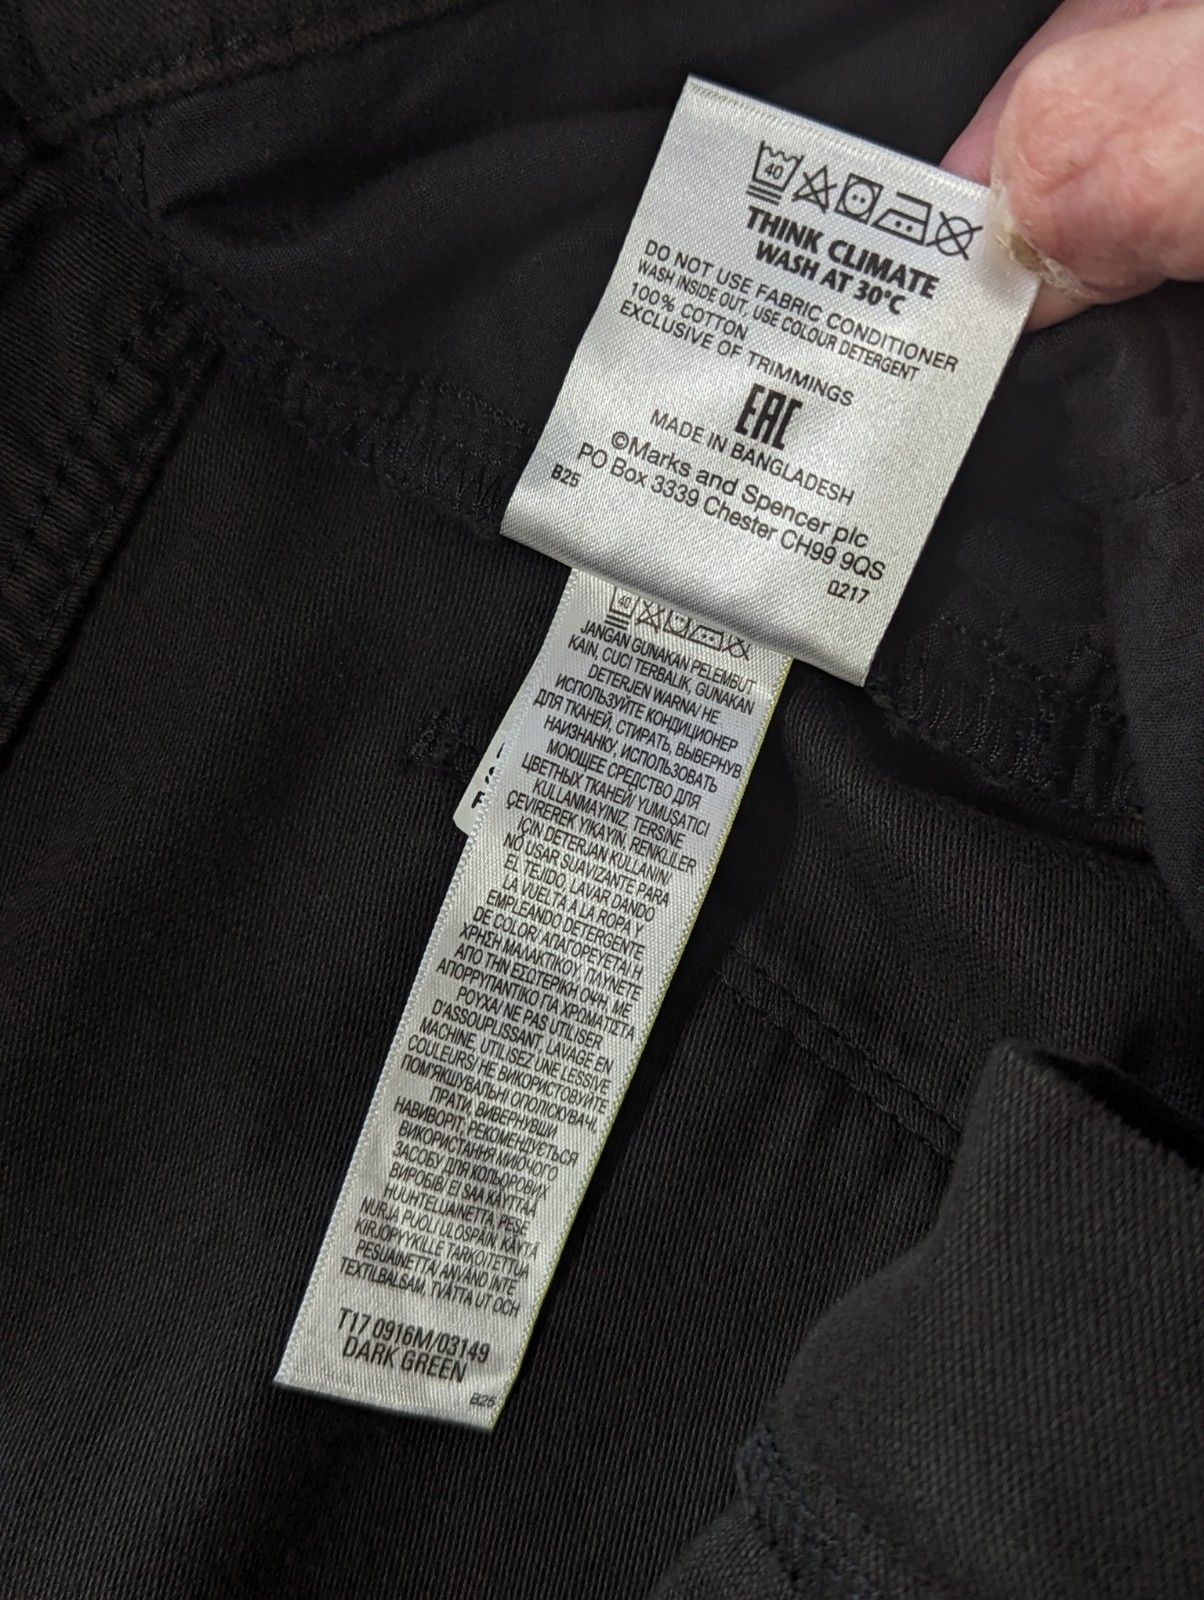 40
THINK CLIMATE
WASH AT 30°C
DO NOT USE FABRIC CONDITIONER
WASH INSIDE OUT, USE COLOUR DETERGENT
100% COTTON
EXCLUSIVE OF TRIMMINGS
EAC
MADE IN BANGLADESH
©Marks and Spencer plc
PO Box 3339 Chester CH99 9QS
B25
0217
40
JANGAN GUNAKAN PELEMBUT
KAIN, CUCI TERBALIK, GUNAKAN
DETERJEN WARNA/ НЕ
ИСПОЛЬЗУЙТЕ КОНДИЦИОНЕР
ДЛЯ ТКАНЕЙ, СТИРАТЬ, ВЫВЕРНУВ
НАИЗНАНКУ, ИСПОЛЬЗОВАТЬ
МОЮЩЕЕ СРЕДСТВО ДЛЯ
ЦВЕТНЫХ ТКАНЕЙ/ YUMUŞATICI
KULLANMAYINIZ, TERSİNE
ÇEVİREREK YIKAYIN, RENKLİLER
İÇİN DETERJAN KULLANIN/
NO USAR SUAVIZANTE PARA
EL TEJIDO, LAVAR DANDO
LA VUELTA A LA ROPA Y
EMPLEANDO DETERGENTE
DE COLOR/ ΑΠΑΓΟΡΕΥΕΤΑΙ Η
ΧΡΗΣΗ ΜΑΛΑΚΤΙΚΟΥ, ΠΛΥΝΕΤΕ
ΑΠΟ ΤΗΝ ΕΣΩΤΕΡΙΚΗ ΟΨΗ, ΜΕ
ΑΠΟΡΡΥΠΑΝΤΙΚΟ ΓΙΑ ΧΡΩΜΑΤΙΣΤΑ
ΡΟΥΧΑ/ NE PAS UTILISER
D'ASSOUPLISSANT, LAVAGE EN
MACHINE, UTILISEZ UNE LESSIVE
COULEURS/ НЕ ВИКОРИСТОВУЙТЕ
ПОМ'ЯКШУВАЛЬНІ ОПОЛІСКУВАЧІ,
ПРАТИ, ВИВЕРНУВШИ
НАВИВОРІТ, РЕКОМЕНДУЄТЬСЯ
ВИКОРИСТАННЯ МИЮЧОГО
ЗАСОБУ ДЛЯ КОЛЬОРОВИХ
ВИРОБІВ/ EI SAA KÄYTTÄÄ
HUUHTELUAINETTA, PESE
NURJA PUOLI ULOSPÄIN, KÄYTÄ
KIRJOPYYKILLE TARKOITETTUA
PESUAINETTA/ ANVÄND INTE
TEXTILBALSAM, TVÄTTA UT OCH
T17 0916M/03149
DARK GREEN
B25